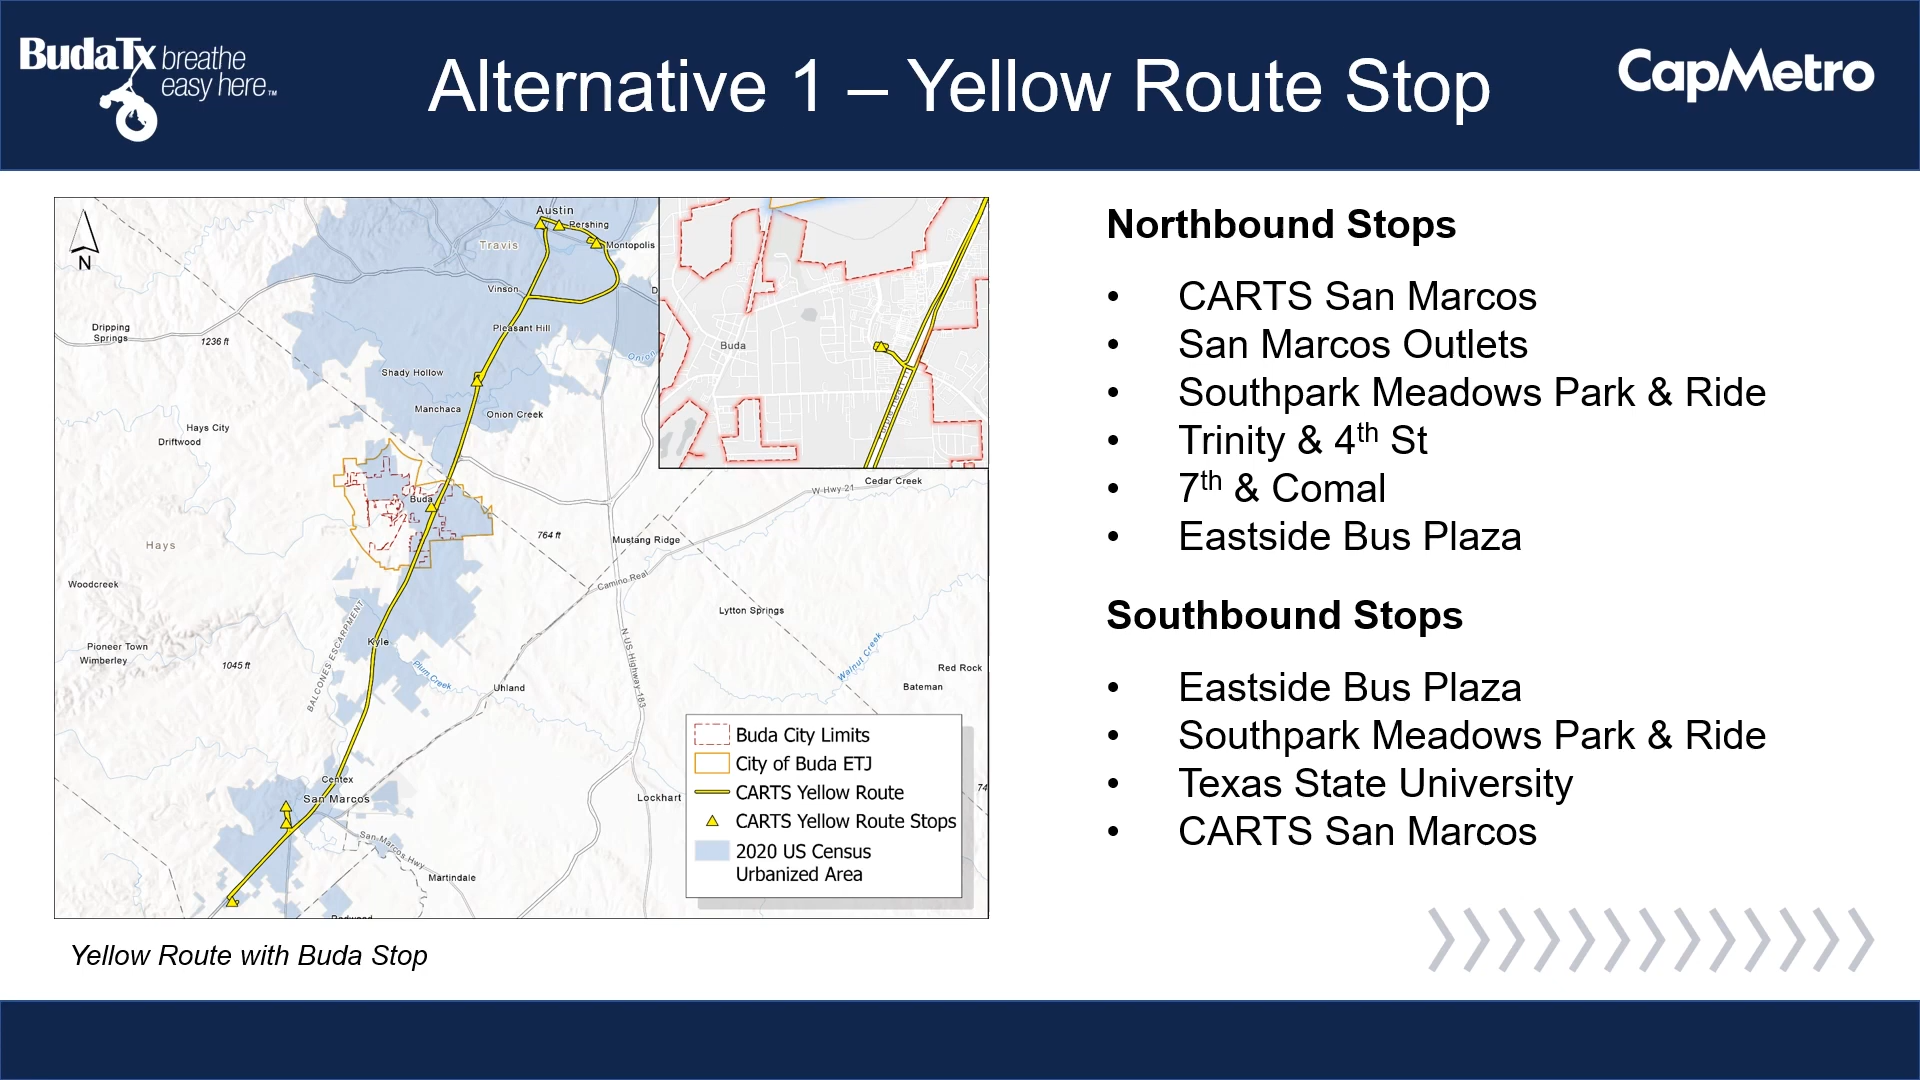 BudaTx breathe
easy here™
Alternative 1 – Yellow Route Stop
CapMetro
N
Austin
Pershing
Montopolis
Travis
Vinson
D
Dripping
Springs
1236 ft
Pleasant Hill
Onion
Shady Hollow
Manchaca
Onion Creek
Hays City
Driftwood
Buda
Hays
764 ft
Mustang Ridge
Cedar Creek
W Hwy 21
Camino Real
Woodcreek
Lytton Springs
BALCONES ESCARPMENT
N US Highway 183
Walnut Creek
Kyle
Pioneer Town
Wimberley
1045 ft
Plum Creek
Uhland
Red Rock
Bateman
Centex
San Marcos
Lockhart
74
San Marcos Hwy
Martindale
Redwood
Buda
Buda City Limits
City of Buda ETJ
CARTS Yellow Route
CARTS Yellow Route Stops
2020 US Census
Urbanized Area
Yellow Route with Buda Stop
Northbound Stops
• CARTS San Marcos
• San Marcos Outlets
• Southpark Meadows Park & Ride
• Trinity & 4th St
• 7th & Comal
• Eastside Bus Plaza
Southbound Stops
• Eastside Bus Plaza
• Southpark Meadows Park & Ride
• Texas State University
• CARTS San Marcos